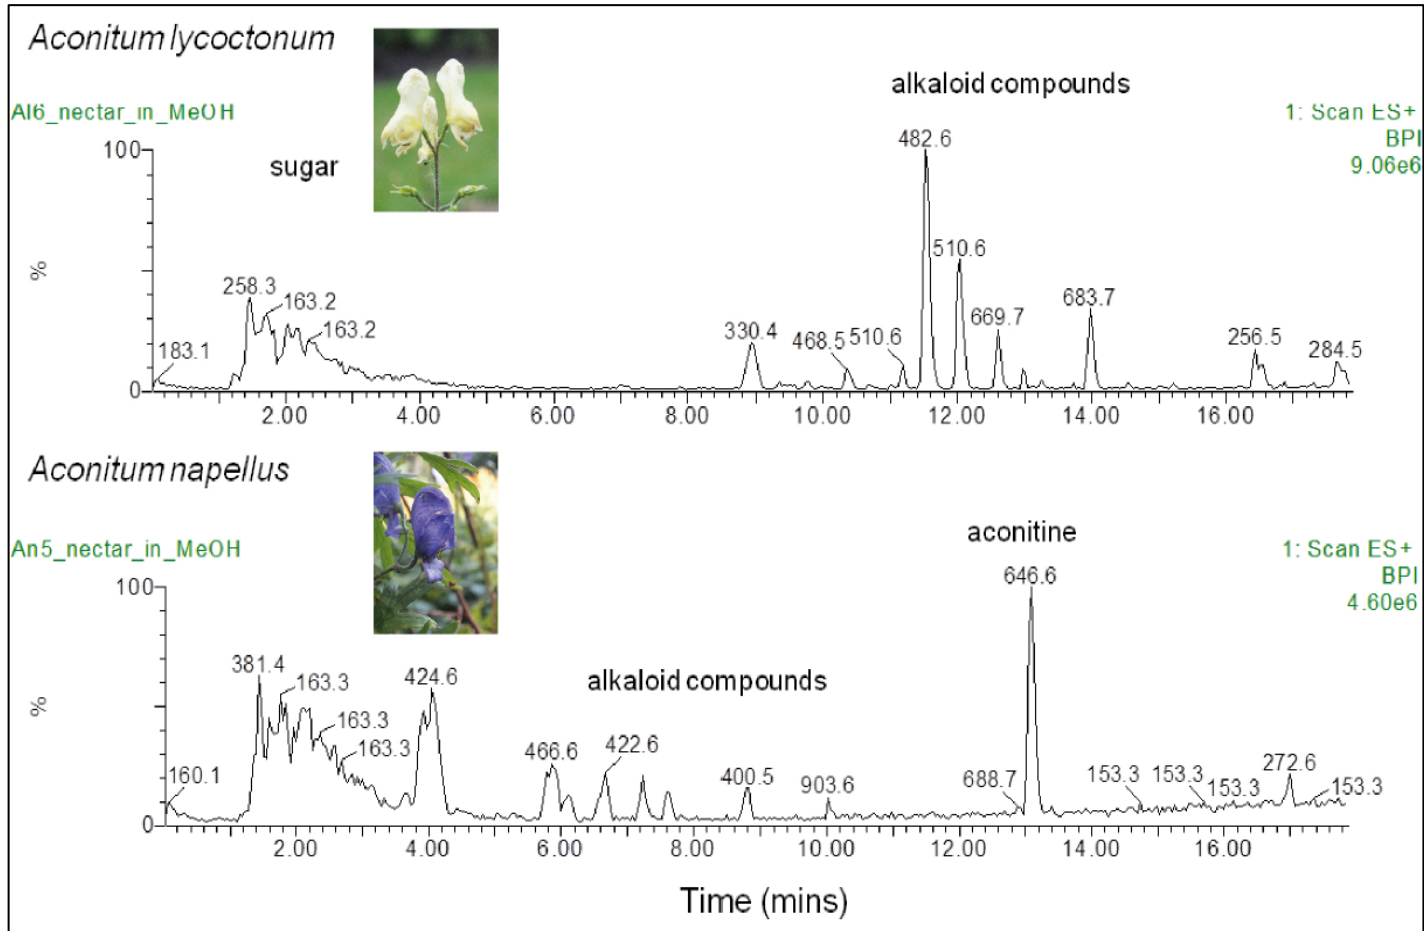 Aconitum lycoctonum
alkaloid compounds
Al6_nectar_in_MeOH
1: Scan ES+
BPI
9.06e6
sugar
100
%
0
183.1
258.3
163.2
163.2
330.4
468.5
510.6
482.6
510.6
669.7
683.7
256.5
284.5
2.00 4.00 6.00 8.00 10.00 12.00 14.00 16.00
Aconitum napellus
aconitine
An5_nectar_in_MeOH
1: Scan ES+
BPI
4.60e6
alkaloid compounds
100
%
0
160.1
381.4
163.3
163.3
163.3
424.6
466.6
422.6
400.5
903.6
688.7
646.6
153.3
153.3
153.3
272.6
153.3
2.00 4.00 6.00 8.00 10.00 12.00 14.00 16.00
Time (mins)